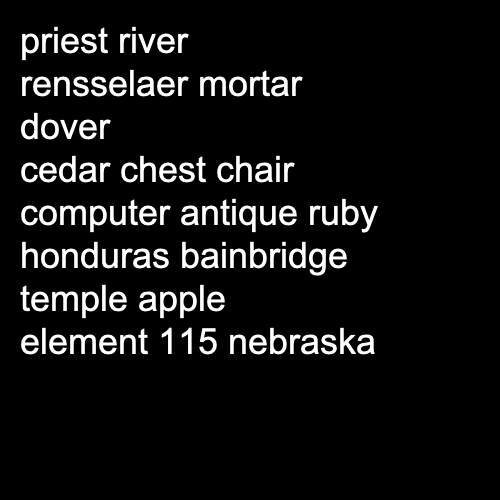 priest river
rensselaer mortar
dover
cedar chest chair
computer antique ruby
honduras bainbridge
temple apple
element 115 nebraska